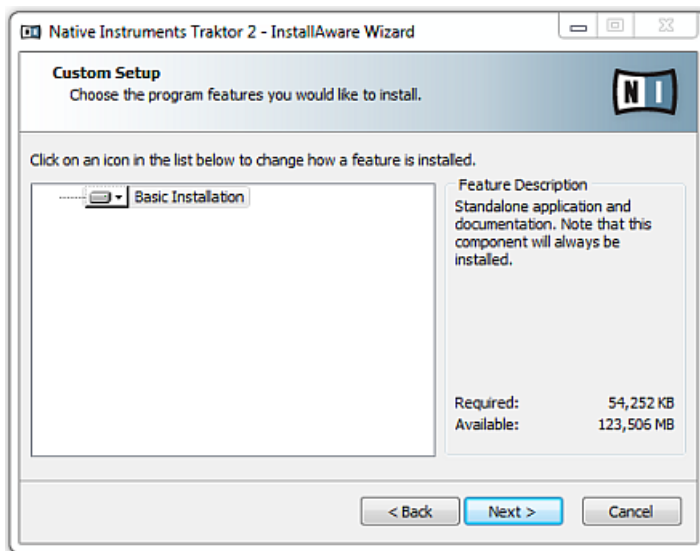 Native Instruments Traktor 2 - InstallAware Wizard
Custom Setup
Choose the program features you would like to install.
N I
Click on an icon in the list below to change how a feature is installed.
Basic Installation
Feature Description
Standalone application and
documentation. Note that this
component will always be
installed.
Required: 54,252 KB
Available: 123,506 MB
< Back Next > Cancel